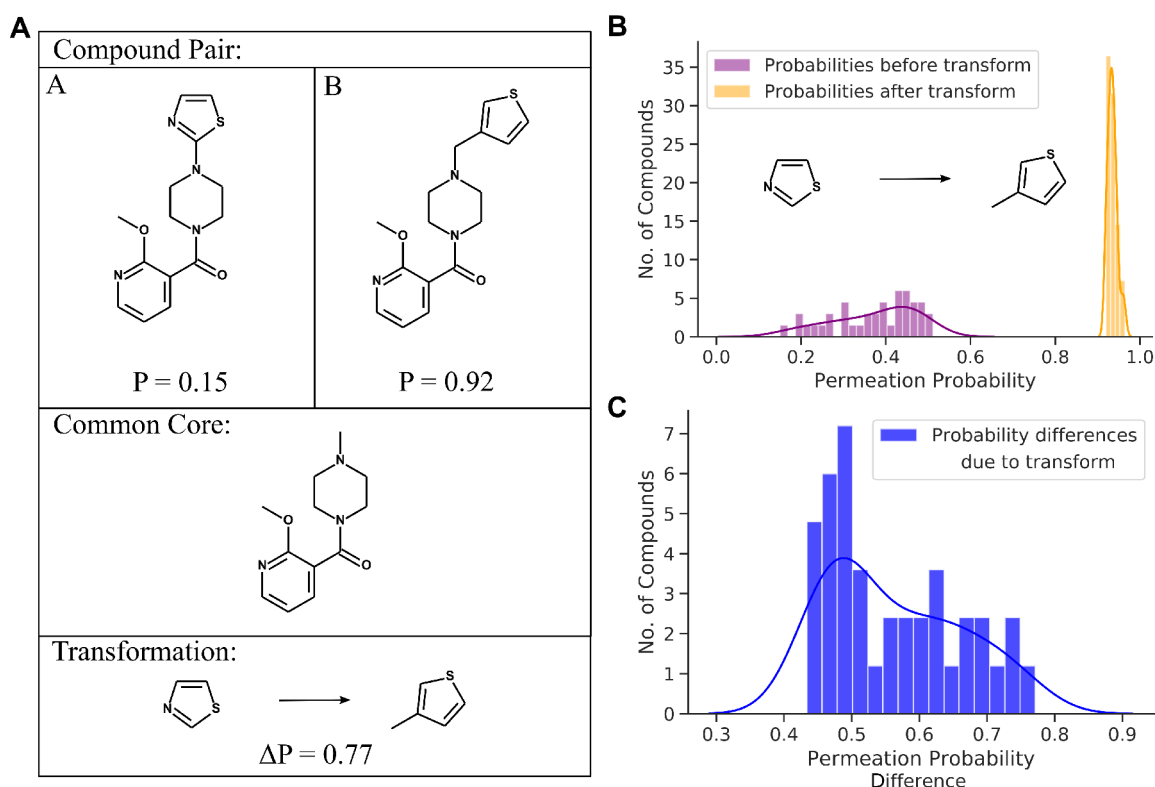 A
Compound Pair:
A
B
N
S
N
N
O
N
O
P = 0.15
S
N
N
O
N
O
P = 0.92
Common Core:
N
N
O
N
O
Transformation:
N
S
S
ΔP = 0.77
B
Probabilities before transform
Probabilities after transform
No. of Compounds
35
30
25
20
15
10
5
0
N
S
S
0.0 0.2 0.4 0.6 0.8 1.0
Permeation Probability
C
Probability differences
due to transform
No. of Compounds
7
6
5
4
3
2
1
0
0.3 0.4 0.5 0.6 0.7 0.8 0.9
Permeation Probability
Difference